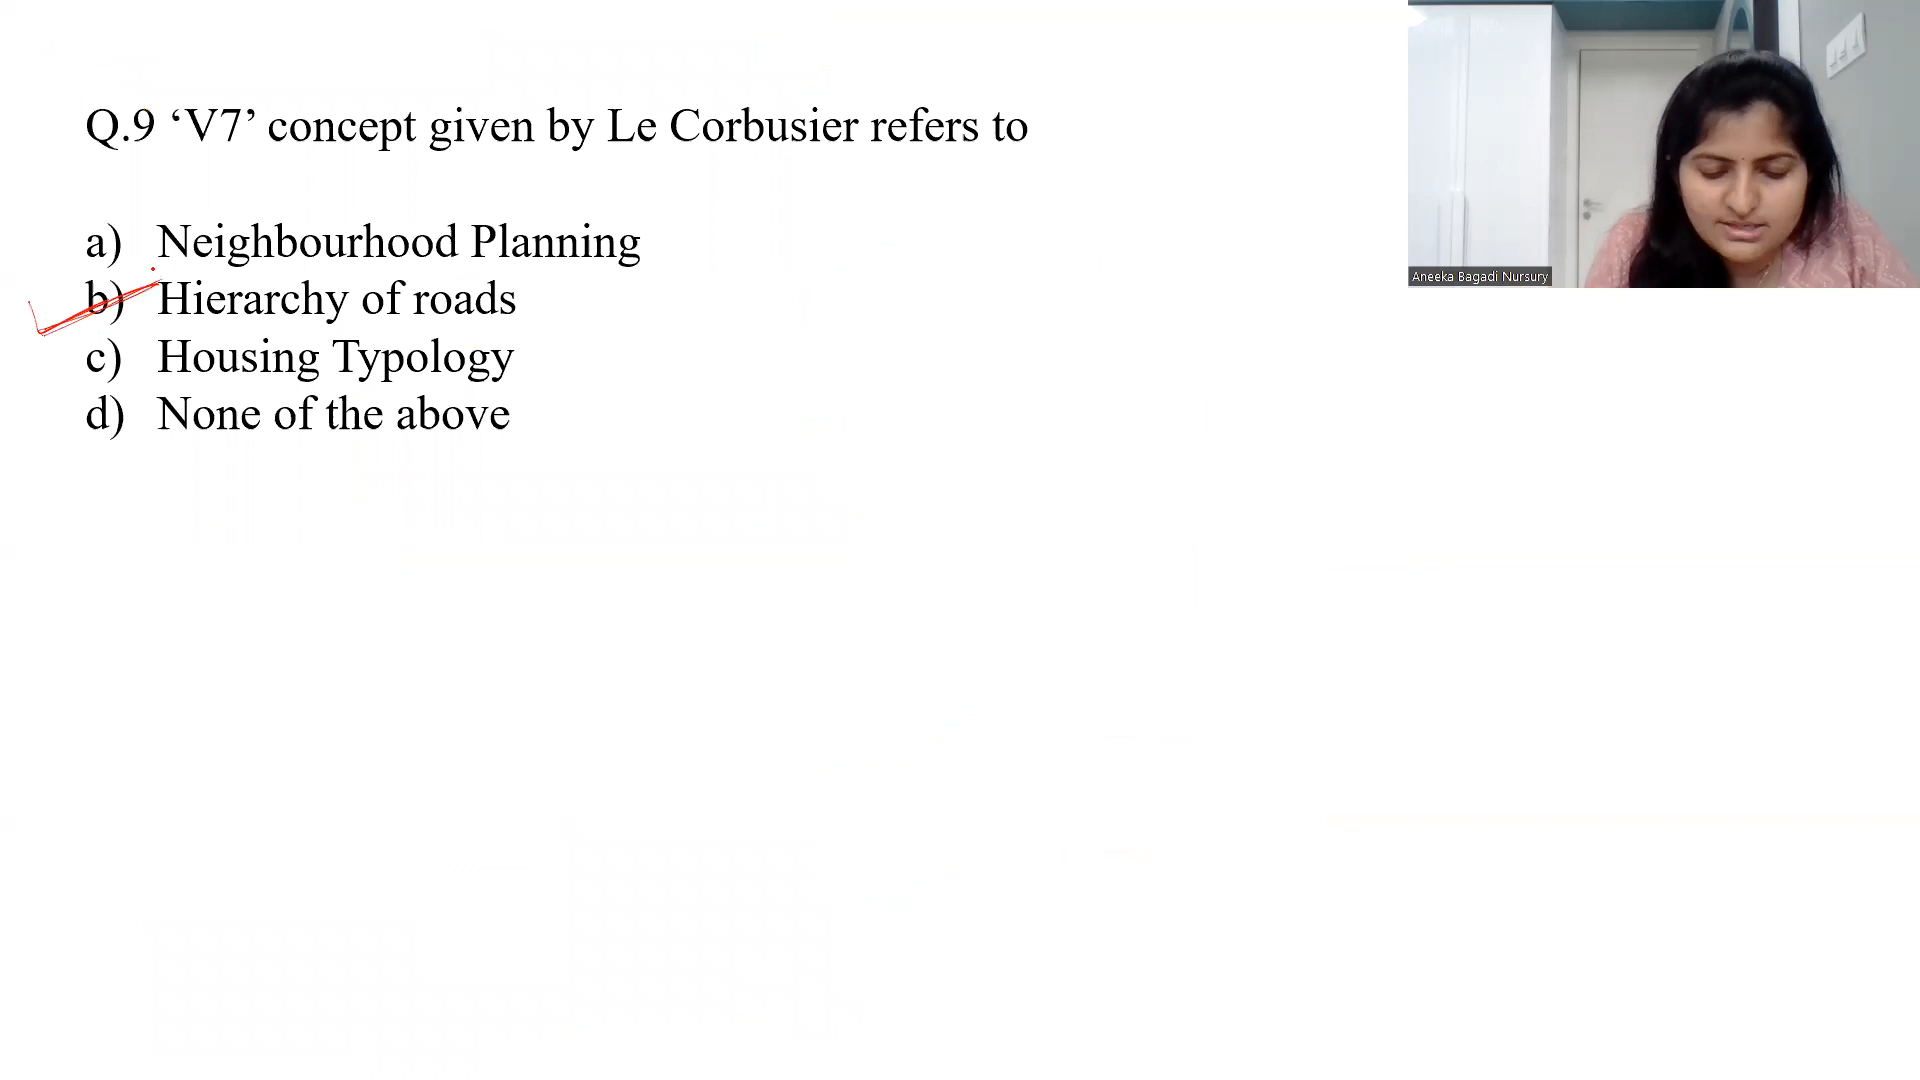 Q.9 ‘V7’ concept given by Le Corbusier refers to
a) Neighbourhood Planning
b) Hierarchy of roads
c) Housing Typology
d) None of the above
Aneeka Bagadi Nursury